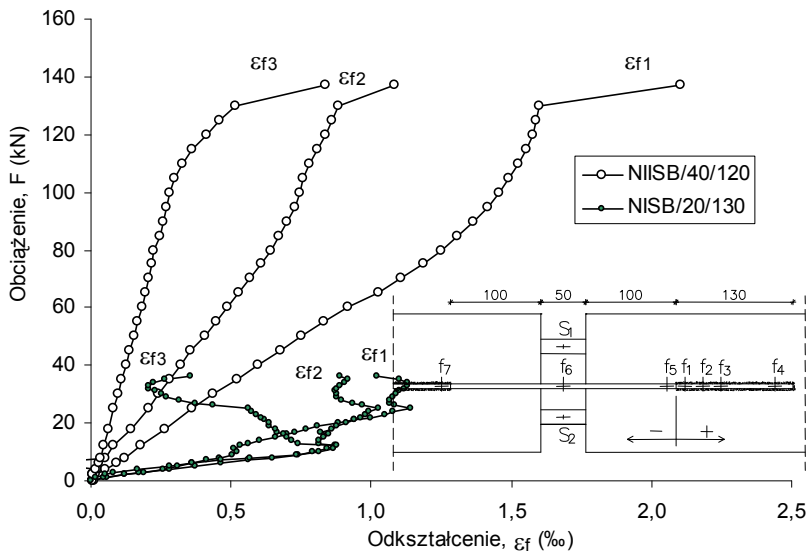 160
140
120
100
80
60
40
20
0
Obciążenie, F (kN)
εf3
εf2
εf1
NIISB/40/120
NISB/20/130
εf3
εf2
εf1
100
50
100
130
S1
f7
f6
f5
f1
f2
f3
f4
S2
−
+
0,0
0,5
1,0
1,5
2,0
2,5
Odkształcenie, εf (‰)